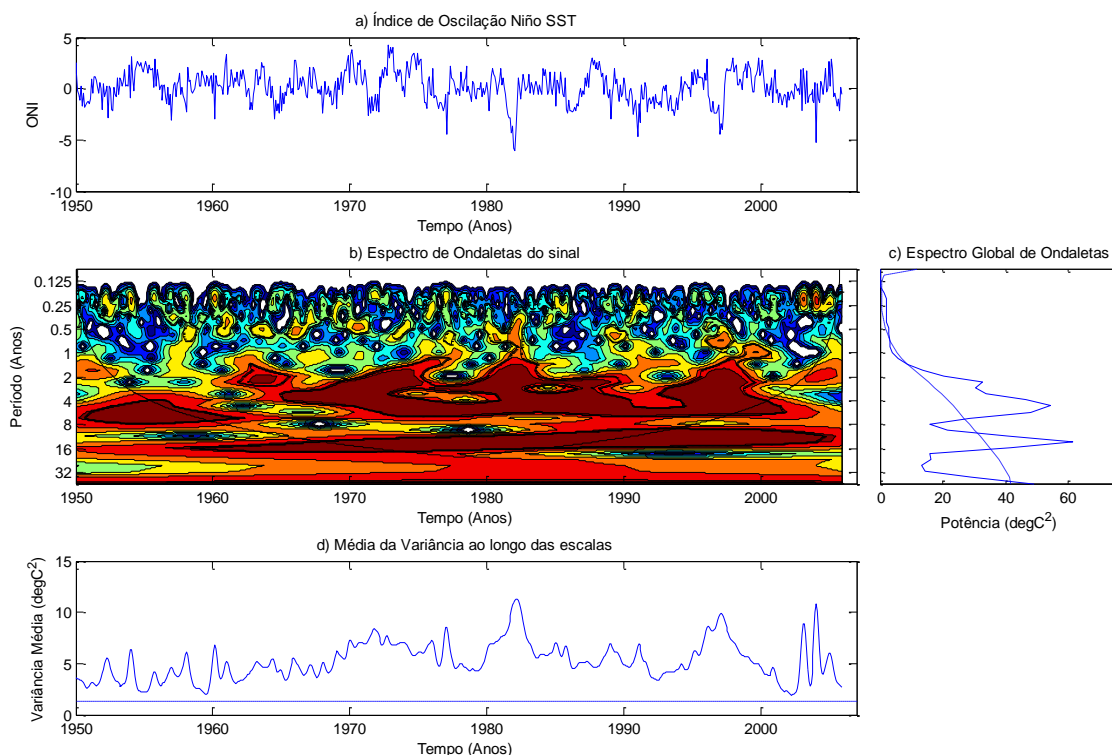 a) Índice de Oscilação Niño SST
5
0
-5
-10
ONI
1950 1960 1970 1980 1990 2000
Tempo (Anos)
b) Espectro de Ondaletas do sinal
0.125
0.25
0.5
1
2
4
8
16
32
Período (Anos)
1950 1960 1970 1980 1990 2000
Tempo (Anos)
c) Espectro Global de Ondaletas
0 20 40 60
Potência (degC²)
d) Média da Variância ao longo das escalas
15
10
5
0
Variância Média (degC²)
1950 1960 1970 1980 1990 2000
Tempo (Anos)